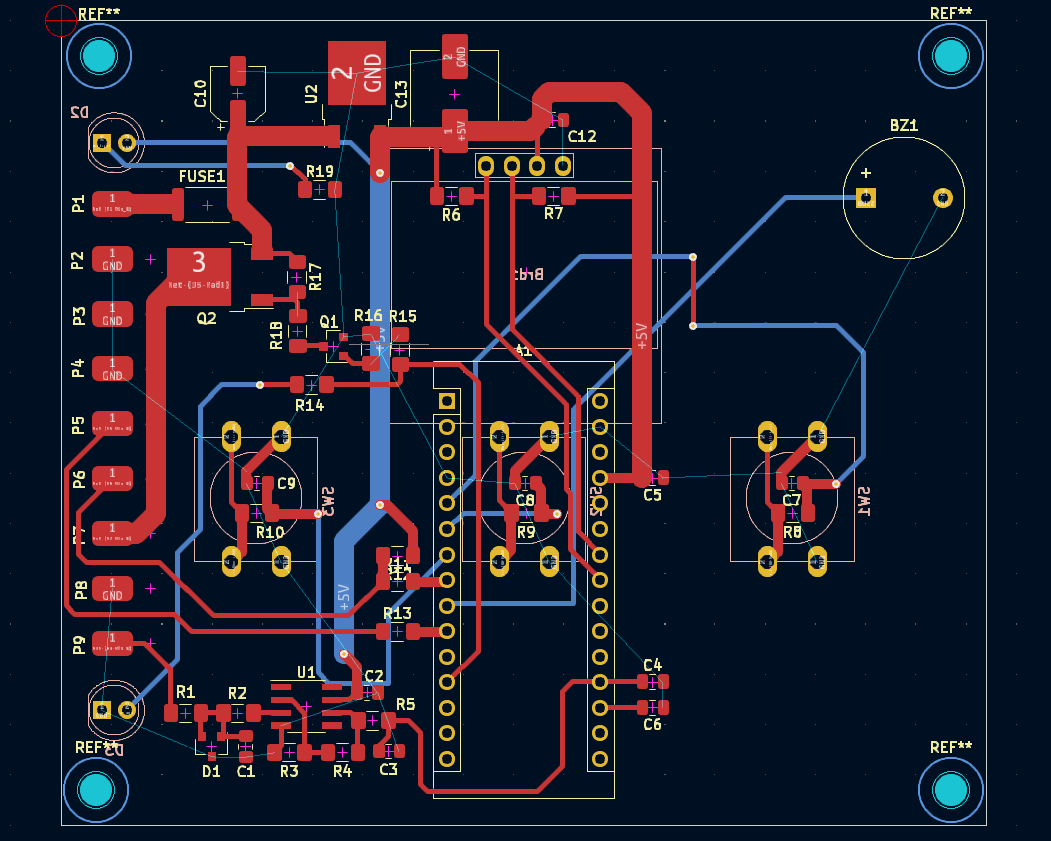 REF**
REF**
D2
C10
U2
2
GND
C13
2
GND
1
+5V
C12
BZ1
+
+
FUSE1
R19
P1
1
R6
R7
P2
1
GND
3
R17
Brd1
P3
1
GND
Q2
R18
Q1
R16
R15
+5V
+5V
A1
P4
1
GND
R14
P5
1
P6
1
C9
SW3
R10
C8
R9
SW2
C5
C7
R8
SW1
P7
1
P8
1
GND
+5V
R13
P9
1
U1
C2
C4
R1
R2
R5
C6
REF**
D3
D1
C1
R3
R4
C3
REF**